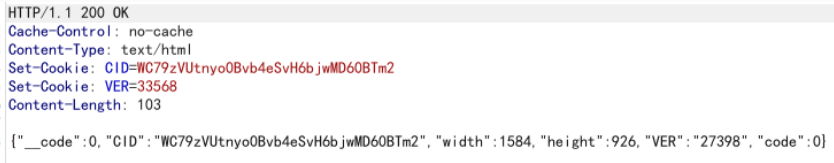 HTTP/1.1 200 OK
Cache-Control: no-cache
Content-Type: text/html
Set-Cookie: CID=WC79zVUtnyoOBvb4eSvH6bjwMD6OBTm2
Set-Cookie: VER=33568
Content-Length: 103
{"__code":0,"CID":"WC79zVUtnyoOBvb4eSvH6bjwMD6OBTm2","width":1584,"height":926,"VER":"27398","code":0}